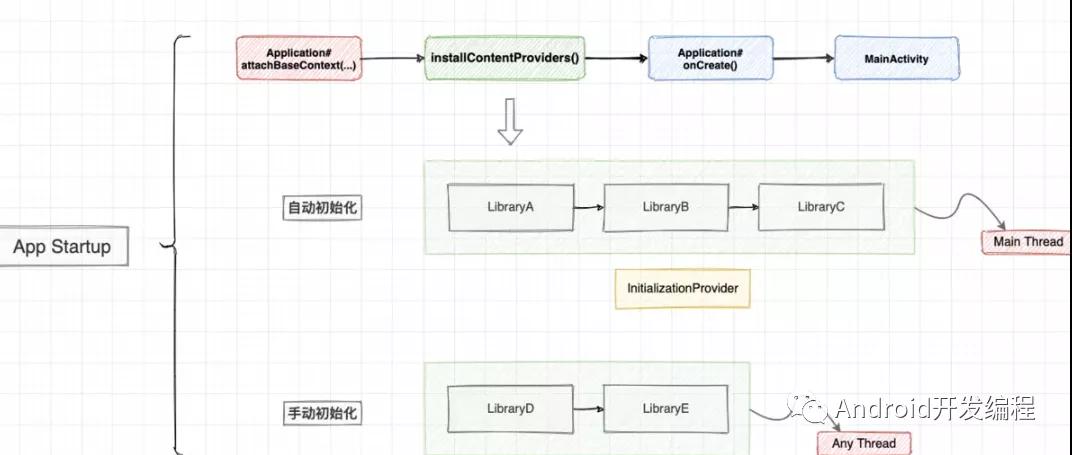 Application#
attachBaseContext(...)
installContentProviders()
Application#
onCreate()
MainActivity
自动初始化
LibraryA
LibraryB
LibraryC
Main Thread
App Startup
InitializationProvider
手动初始化
LibraryD
LibraryE
Android开发编程
Any Thread